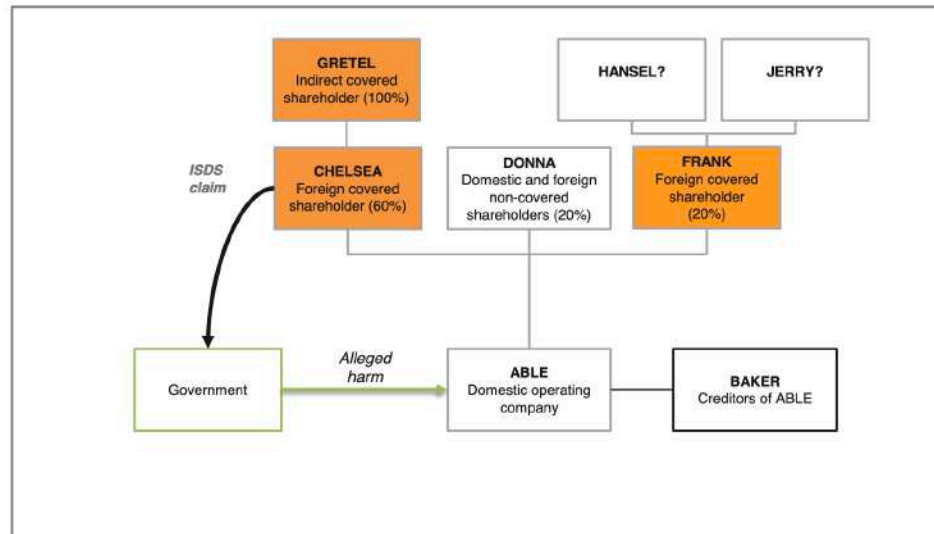 GRETEL
Indirect covered
shareholder (100%)
HANSEL?
JERRY?
ISDS
claim
CHELSEA
Foreign covered
shareholder (60%)
DONNA
Domestic and foreign
non-covered
shareholders (20%)
FRANK
Foreign covered
shareholder
(20%)
Government
Alleged
harm
ABLE
Domestic operating
company
BAKER
Creditors of ABLE